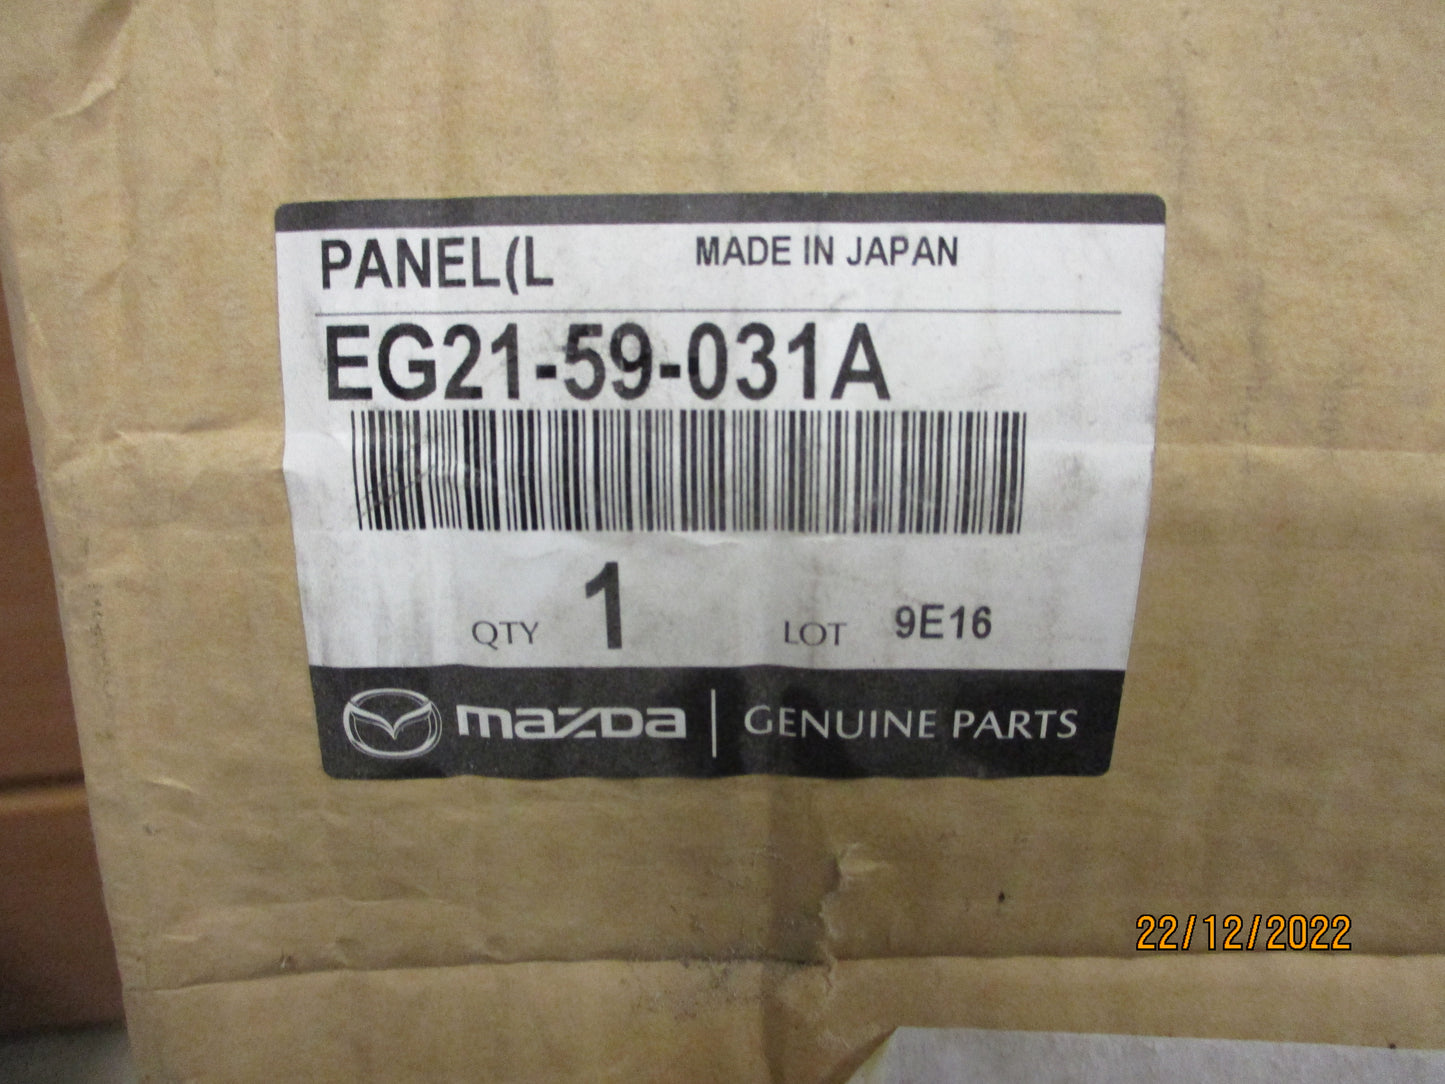 PANEL(L MADE IN JAPAN
EG21-59-031A
QTY 1 LOT 9E16
mazda | GENUINE PARTS
22/12/2022